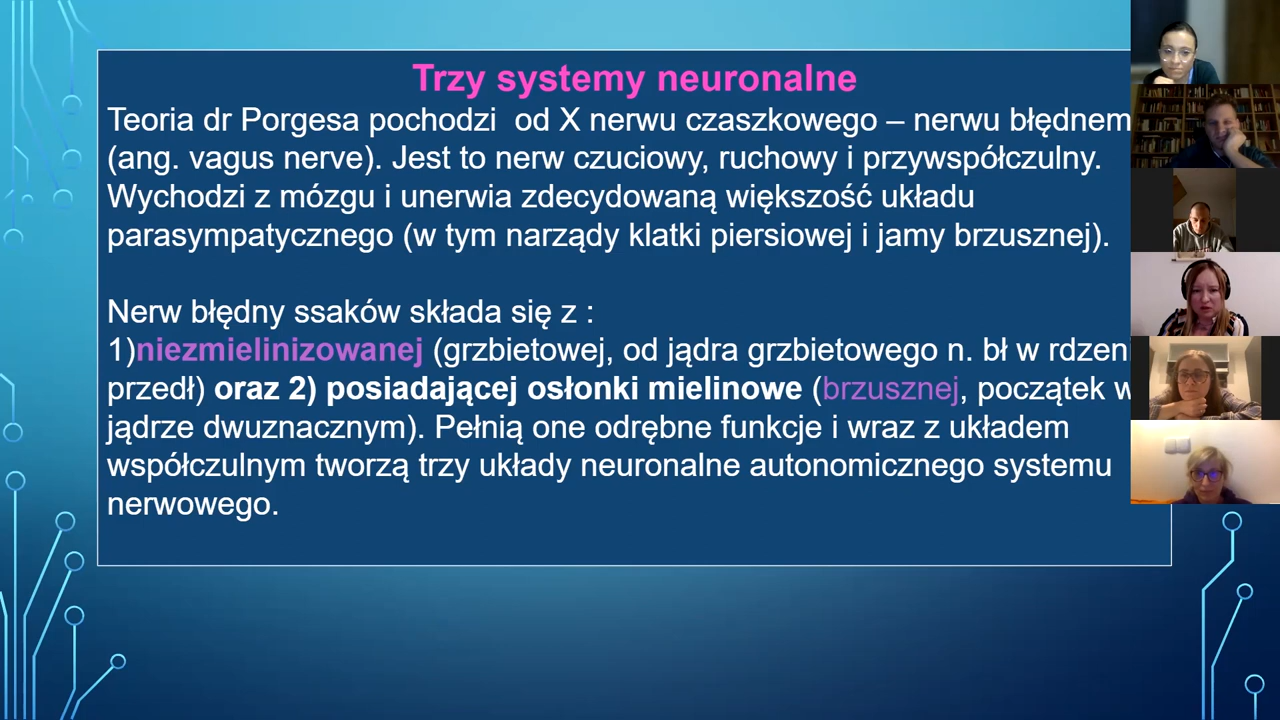 Trzy systemy neuronalne
Teoria dr Porgesa pochodzi  od X nerwu czaszkowego – nerwu błędnem
(ang. vagus nerve). Jest to nerw czuciowy, ruchowy i przywspółczulny.
Wychodzi z mózgu i unerwia zdecydowaną większość układu
parasympatycznego (w tym narządy klatki piersiowej i jamy brzusznej).
Nerw błędny ssaków składa się z :
1)niezmielinizowanej (grzbietowej, od jądra grzbietowego n. bł w rdzen
przedł) oraz 2) posiadającej osłonki mielinowe (brzusznej, początek w
jądrze dwuznacznym). Pełnią one odrębne funkcje i wraz z układem
współczulnym tworzą trzy układy neuronalne autonomicznego systemu
nerwowego.